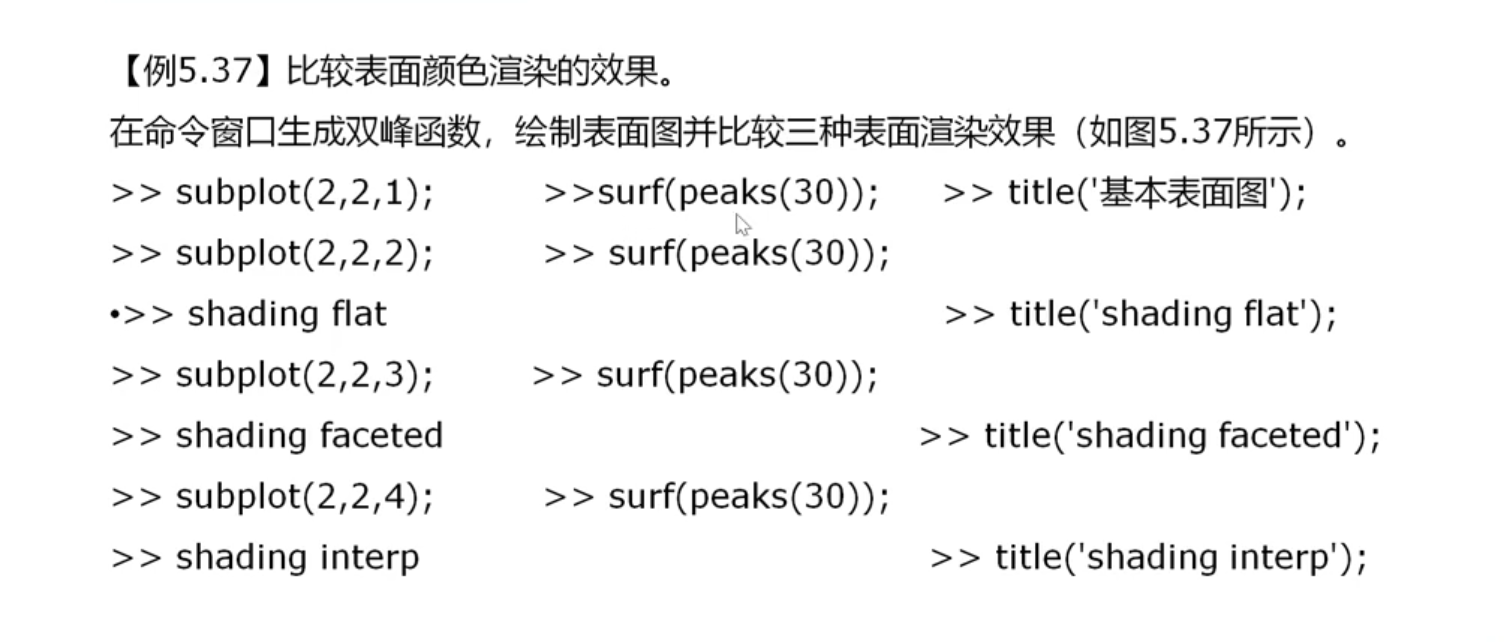 【例5.37】比较表面颜色渲染的效果。
在命令窗口生成双峰函数，绘制表面图并比较三种表面渲染效果（如图5.37所示）。
>> subplot(2,2,1); >>surf(peaks(30)); >> title('基本表面图');
>> subplot(2,2,2); >> surf(peaks(30));
•>> shading flat >> title('shading flat');
>> subplot(2,2,3); >> surf(peaks(30));
>> shading faceted >> title('shading faceted');
>> subplot(2,2,4); >> surf(peaks(30));
>> shading interp >> title('shading interp');